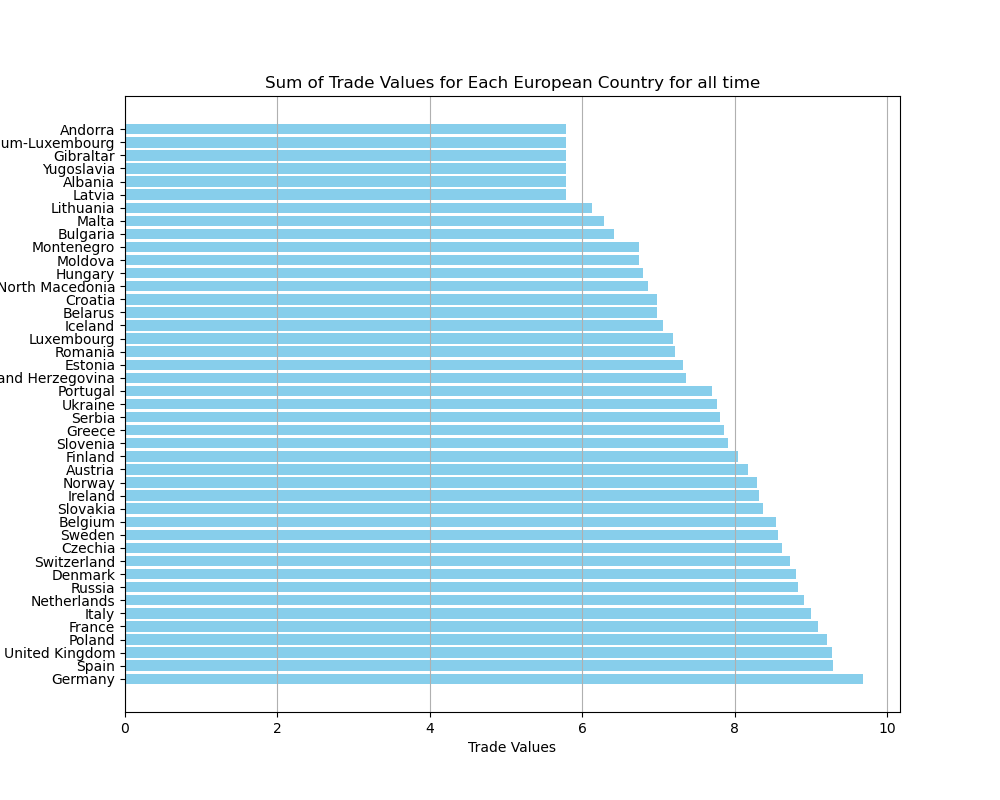 Sum of Trade Values for Each European Country for all time
Andorra
um-Luxembourg
Gibraltar
Yugoslavia
Albania
Latvia
Lithuania
Malta
Bulgaria
Montenegro
Moldova
Hungary
North Macedonia
Croatia
Belarus
Iceland
Luxembourg
Romania
Estonia
and Herzegovina
Portugal
Ukraine
Serbia
Greece
Slovenia
Finland
Austria
Norway
Ireland
Slovakia
Belgium
Sweden
Czechia
Switzerland
Denmark
Russia
Netherlands
Italy
France
Poland
United Kingdom
Spain
Germany
0 2 4 6 8 10
Trade Values